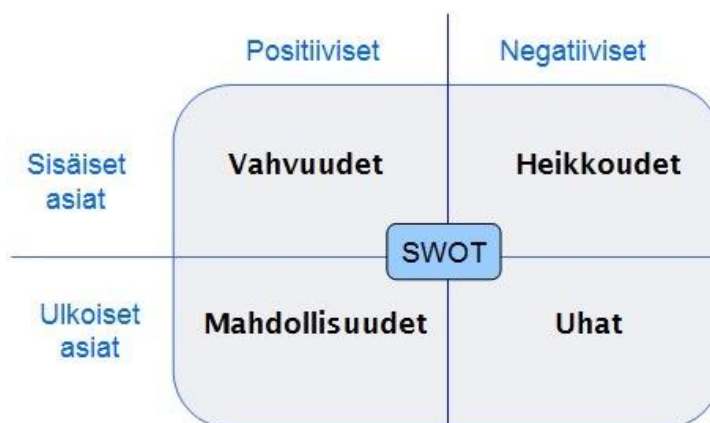 Positiiviset Negatiiviset
Sisäiset
asiat
Vahvuudet Heikkoudet
SWOT
Ulkoiset
asiat
Mahdollisuudet Uhat